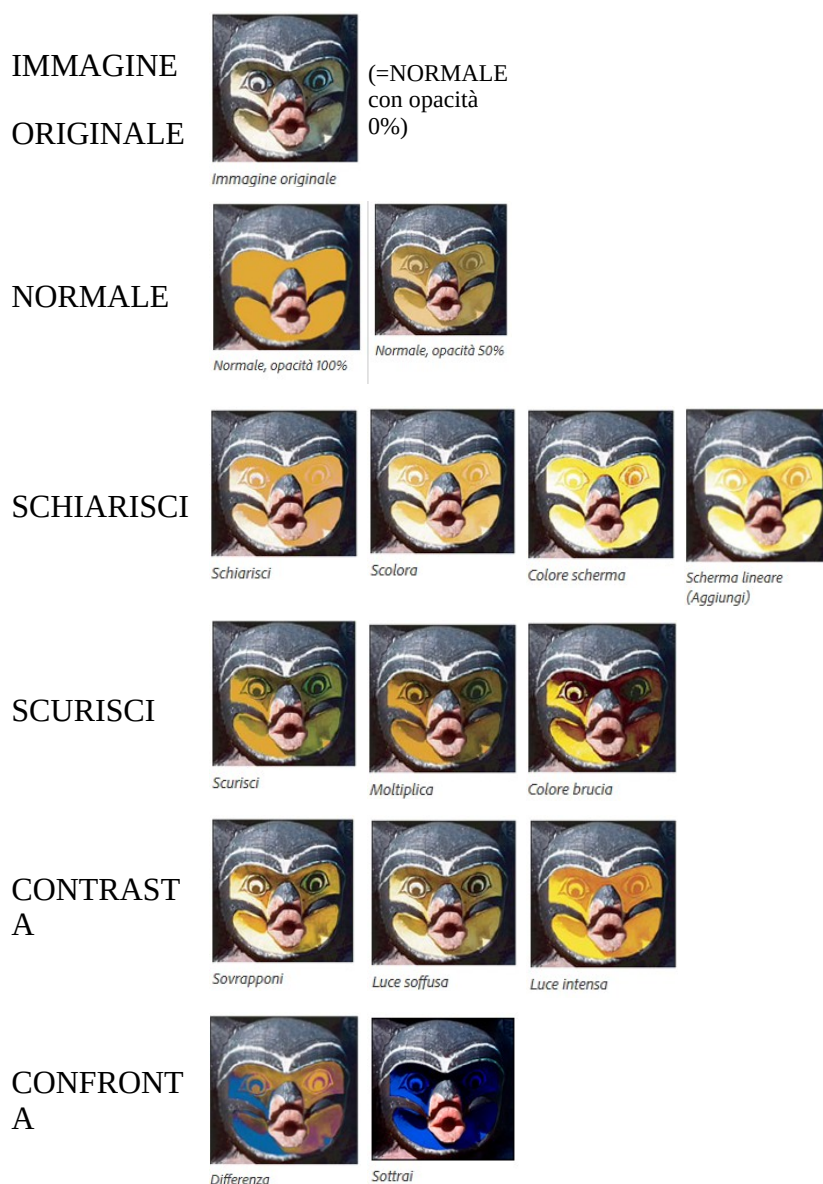 IMMAGINE
ORIGINALE
(=NORMALE
con opacità
0%)
Immagine originale
NORMALE
Normale, opacità 100%
Normale, opacità 50%
SCHIARISCI
Schiarisci
Scolora
Colore scherma
Scherma lineare
(Aggiungi)
SCURISCI
Scurisci
Moltiplica
Colore brucia
CONTRAST
A
Sovrapponi
Luce soffusa
Luce intensa
CONFRONT
A
Differenza
Sottrai